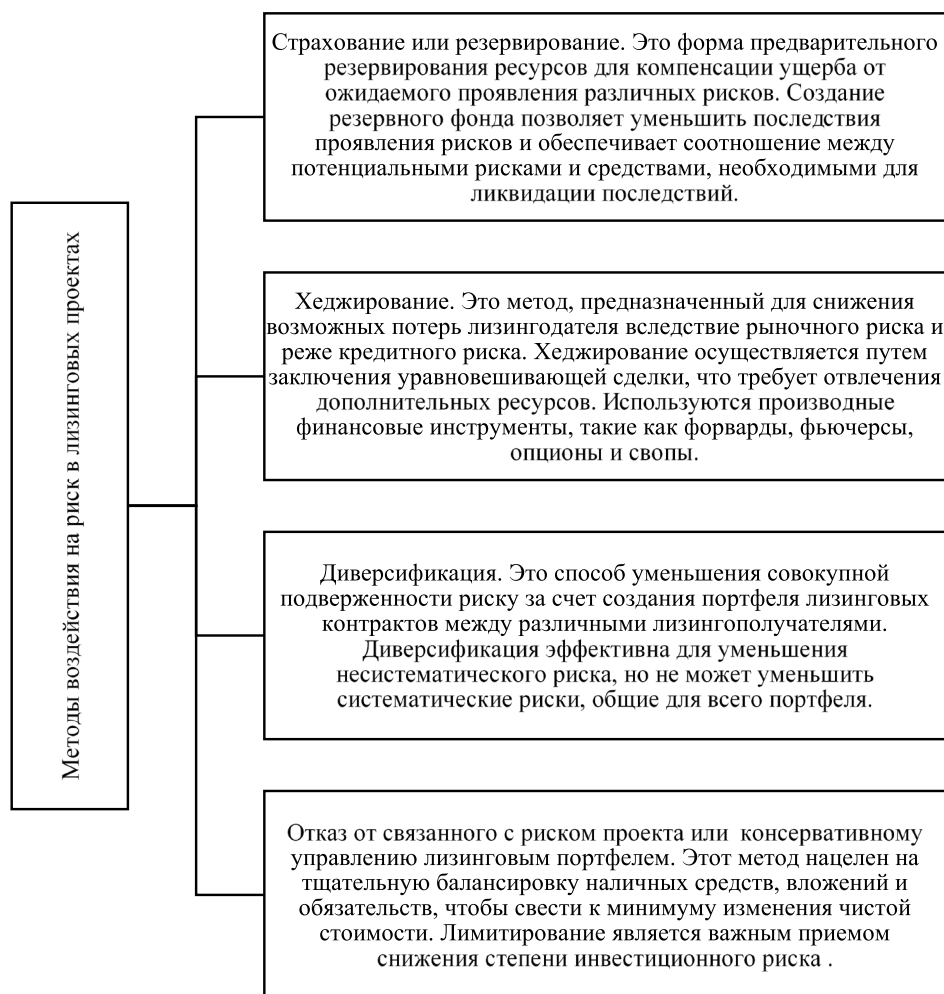 Методы воздействия на риск в лизинговых проектах
Страхование или резервирование. Это форма предварительного
резервирования ресурсов для компенсации ущерба от
ожидаемого проявления различных рисков. Создание
резервного фонда позволяет уменьшить последствия
проявления рисков и обеспечивает соотношение между
потенциальными рисками и средствами, необходимыми для
ликвидации последствий.
Хеджирование. Это метод, предназначенный для снижения
возможных потерь лизингодателя вследствие рыночного риска и
реже кредитного риска. Хеджирование осуществляется путем
заключения уравновешивающей сделки, что требует отвлечения
дополнительных ресурсов. Используются производные
финансовые инструменты, такие как форварды, фьючерсы,
опционы и свопы.
Диверсификация. Это способ уменьшения совокупной
подверженности риску за счет создания портфеля лизинговых
контрактов между различными лизингополучателями.
Диверсификация эффективна для уменьшения
несистематического риска, но не может уменьшить
систематические риски, общие для всего портфеля.
Отказ от связанного с риском проекта или  консервативному
управлению лизинговым портфелем. Этот метод нацелен на
тщательную балансировку наличных средств, вложений и
обязательств, чтобы свести к минимуму изменения чистой
стоимости. Лимитирование является важным приемом
снижения степени инвестиционного риска .